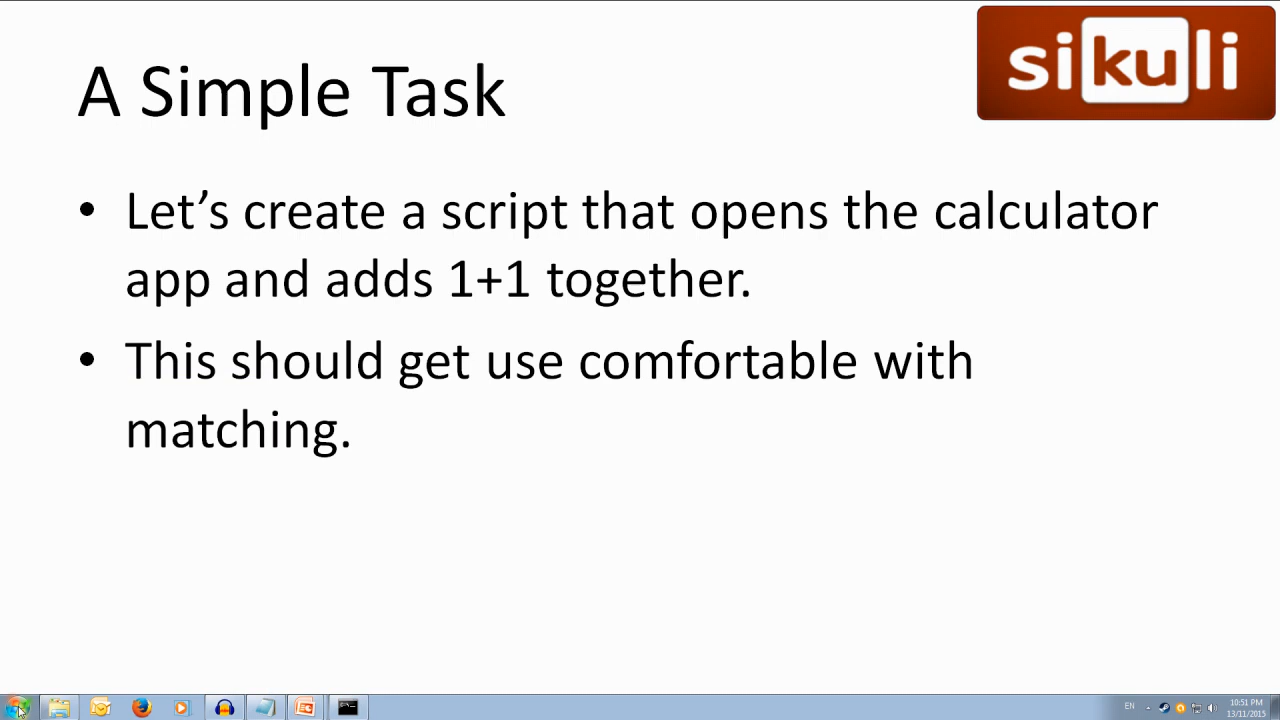 sikuli
A Simple Task
• Let’s create a script that opens the calculator
app and adds 1+1 together.
• This should get use comfortable with
matching.
EN
10:51 PM
13/11/2015